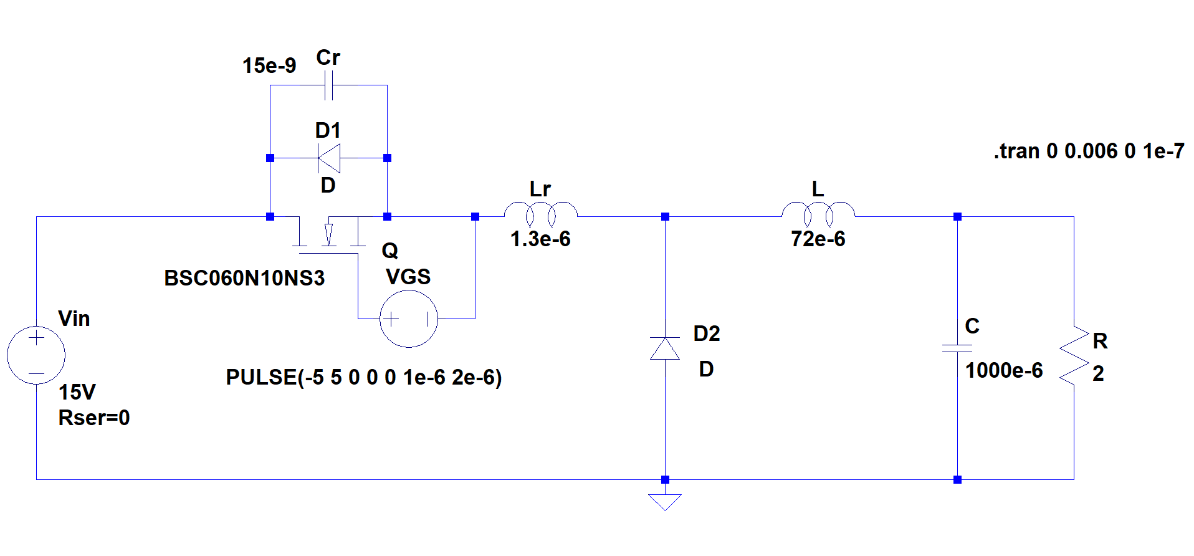 Cr
15e-9
D1
D
.tran 0 0.006 0 1e-7
Lr
L
1.3e-6
72e-6
Q
BSC060N10NS3
VGS
Vin
D2
C
R
D
1000e-6
2
PULSE(-5 5 0 0 0 1e-6 2e-6)
15V
Rser=0